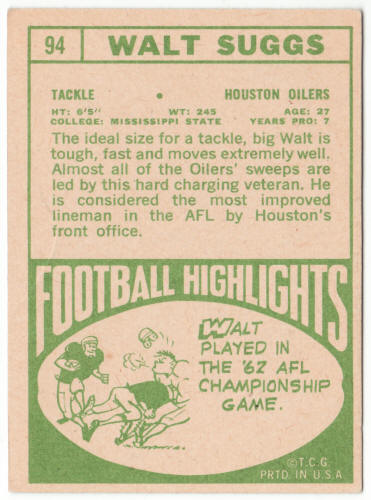 94 WALT SUGGS
TACKLE • HOUSTON OILERS
HT: 6'5" WT: 245 AGE: 27
COLLEGE: MISSISSIPPI STATE YEARS PRO: 7
The ideal size for a tackle, big Walt is
tough, fast and moves extremely well.
Almost all of the Oilers' sweeps are
led by this hard charging veteran. He
is considered the most improved
lineman in the AFL by Houston's
front office.
FOOTBALL HIGHLIGHTS
WALT
PLAYED IN
THE '62 AFL
CHAMPIONSHIP
GAME.
©T.C.G.
PRTD. IN U.S.A.